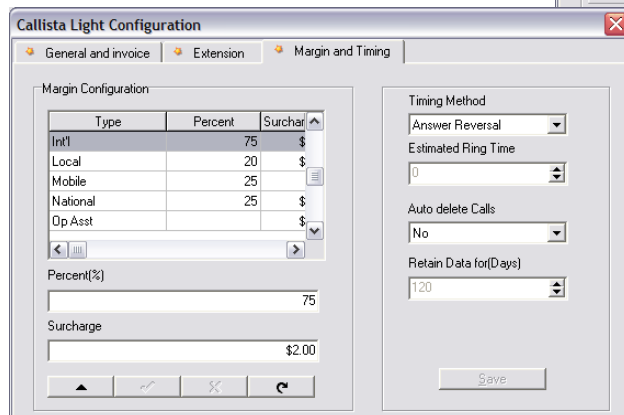 Callista Light Configuration
General and invoice Extension Margin and Timing
Margin Configuration
Type Percent Surchar
Int'l 75 $
Local 20 $
Mobile 25
National 25 $
Op Asst $
Percent(%)
75
Surcharge
$2.00
Timing Method
Answer Reversal
Estimated Ring Time
0
Auto delete Calls
No
Retain Data for(Days)
120
Save